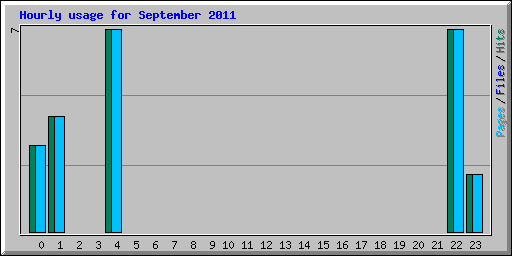 Hourly usage for September 2011
7
Pages/Files/Hits
0 1 2 3 4 5 6 7 8 9 10 11 12 13 14 15 16 17 18 19 20 21 22 23